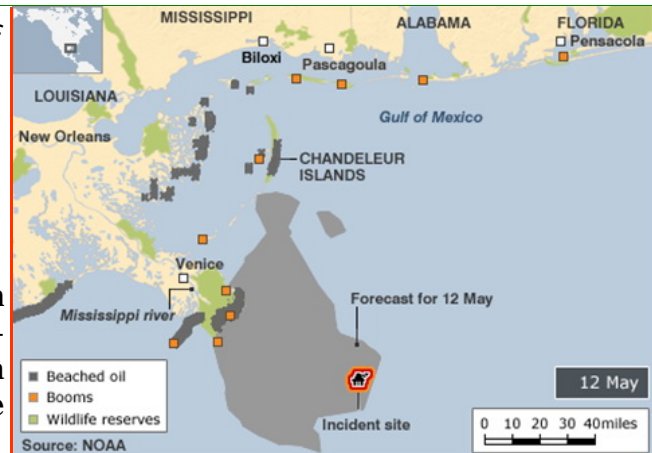 MISSISSIPPI
ALABAMA
FLORIDA
Biloxi
Pascagoula
Pensacola
LOUISIANA
New Orleans
Gulf of Mexico
CHANDELEUR
ISLANDS
Venice
Mississippi river
Forecast for 12 May
Incident site
Beached oil
Booms
Wildlife reserves
12 May
0 10 20 30 40miles
Source: NOAA